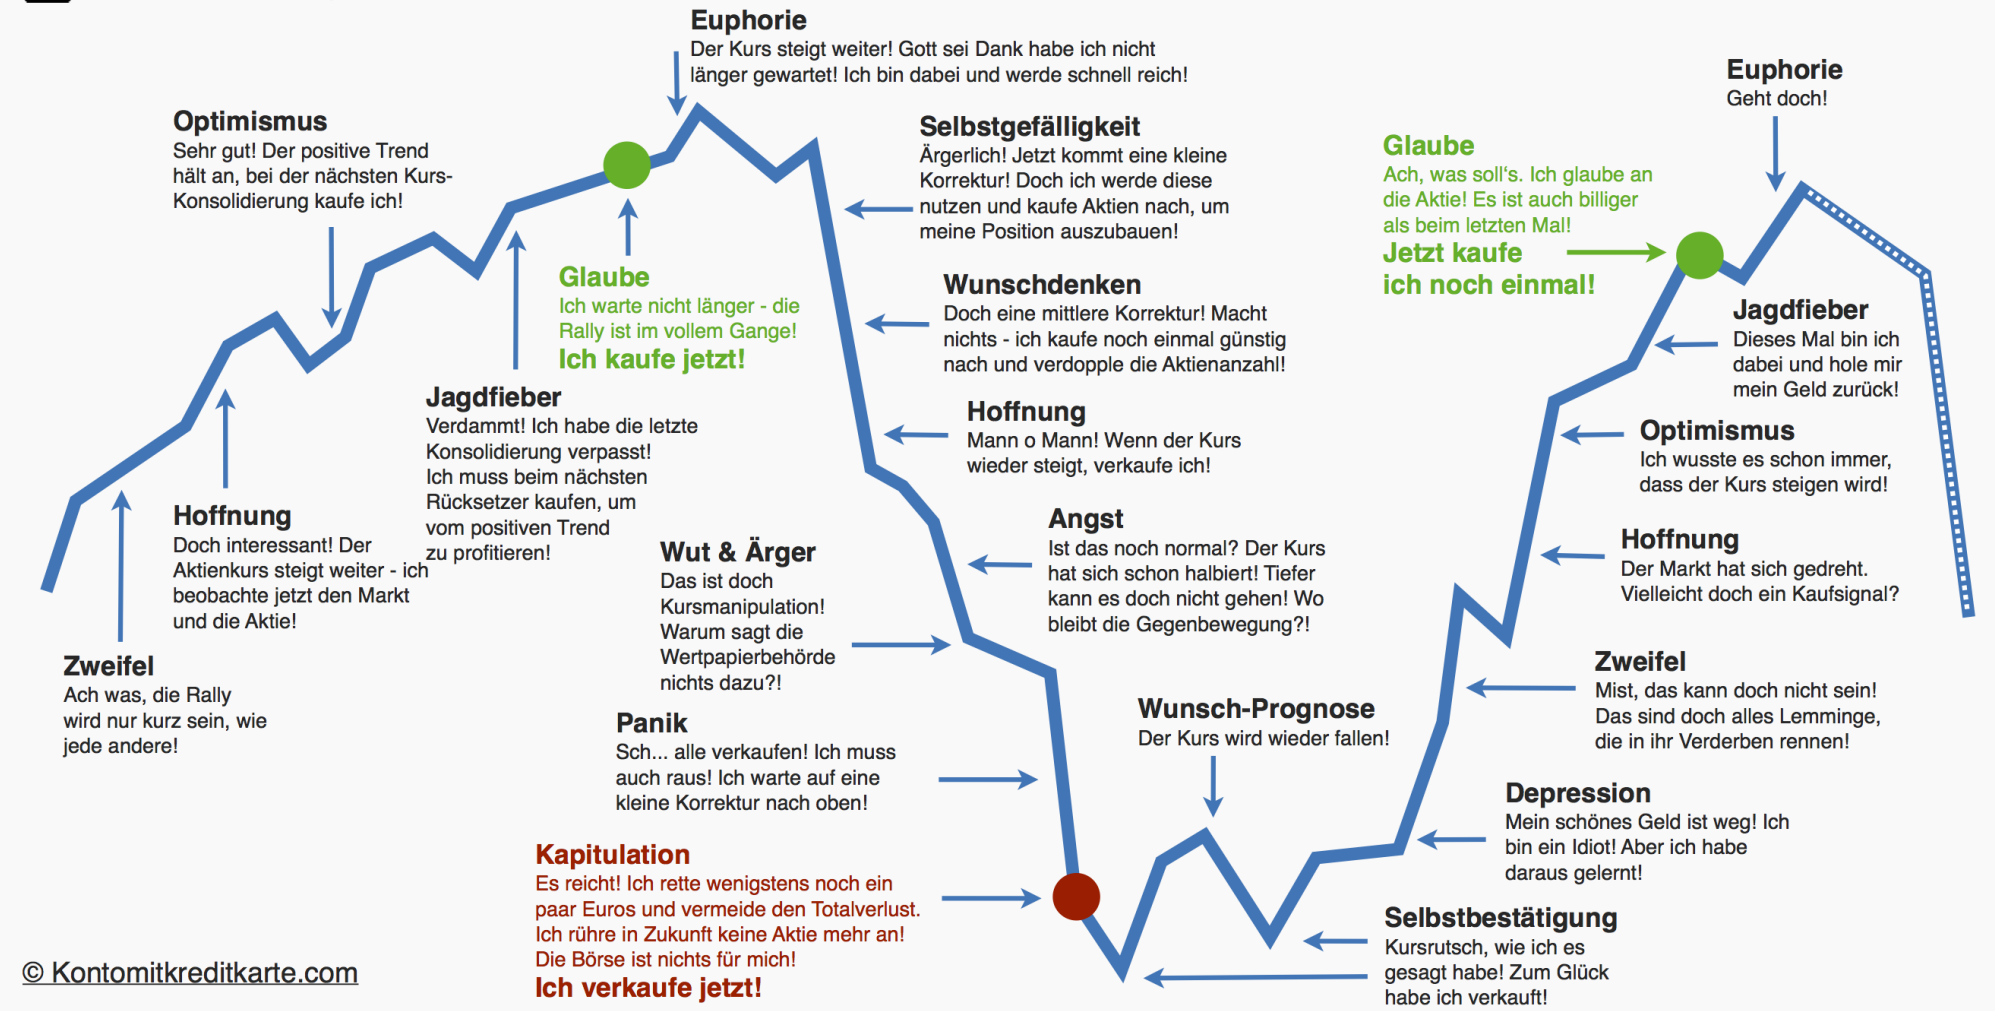 Euphorie
Der Kurs steigt weiter! Gott sei Dank habe ich nicht
länger gewartet! Ich bin dabei und werde schnell reich!
Optimismus
Sehr gut! Der positive Trend
hält an, bei der nächsten Kurs-
Konsolidierung kaufe ich!
Glaube
Ich warte nicht länger - die
Rally ist im vollem Gange!
Ich kaufe jetzt!
Jagdfieber
Verdammt! Ich habe die letzte
Konsolidierung verpasst!
Ich muss beim nächsten
Rücksetzer kaufen, um
vom positiven Trend
zu profitieren!
Hoffnung
Doch interessant! Der
Aktienkurs steigt weiter - ich
beobachte jetzt den Markt
und die Aktie!
Zweifel
Ach was, die Rally
wird nur kurz sein, wie
jede andere!
Selbstgefälligkeit
Ärgerlich! Jetzt kommt eine kleine
Korrektur! Doch ich werde diese
nutzen und kaufe Aktien nach, um
meine Position auszubauen!
Wunschdenken
Doch eine mittlere Korrektur! Macht
nichts - ich kaufe noch einmal günstig
nach und verdopple die Aktienanzahl!
Hoffnung
Mann o Mann! Wenn der Kurs
wieder steigt, verkaufe ich!
Angst
Ist das noch normal? Der Kurs
hat sich schon halbiert! Tiefer
kann es doch nicht gehen! Wo
bleibt die Gegenbewegung?!
Wut & Ärger
Das ist doch
Kursmanipulation!
Warum sagt die
Wertpapierbehörde
nichts dazu?!
Panik
Sch... alle verkaufen! Ich muss
auch raus! Ich warte auf eine
kleine Korrektur nach oben!
Kapitulation
Es reicht! Ich rette wenigstens noch ein
paar Euros und vermeide den Totalverlust.
Ich rühre in Zukunft keine Aktie mehr an!
Die Börse ist nichts für mich!
Ich verkaufe jetzt!
Wunsch-Prognose
Der Kurs wird wieder fallen!
Selbstbestätigung
Kursrutsch, wie ich es
gesagt habe! Zum Glück
habe ich verkauft!
Depression
Mein schönes Geld ist weg! Ich
bin ein Idiot! Aber ich habe
daraus gelernt!
Zweifel
Mist, das kann doch nicht sein!
Das sind doch alles Lemminge,
die in ihr Verderben rennen!
Hoffnung
Der Markt hat sich gedreht.
Vielleicht doch ein Kaufsignal?
Optimismus
Ich wusste es schon immer,
dass der Kurs steigen wird!
Jagdfieber
Dieses Mal bin ich
dabei und hole mir
mein Geld zurück!
Glaube
Ach, was soll‘s. Ich glaube an
die Aktie! Es ist auch billiger
als beim letzten Mal!
Jetzt kaufe
ich noch einmal!
Euphorie
Geht doch!
© Kontomitkreditkarte.com